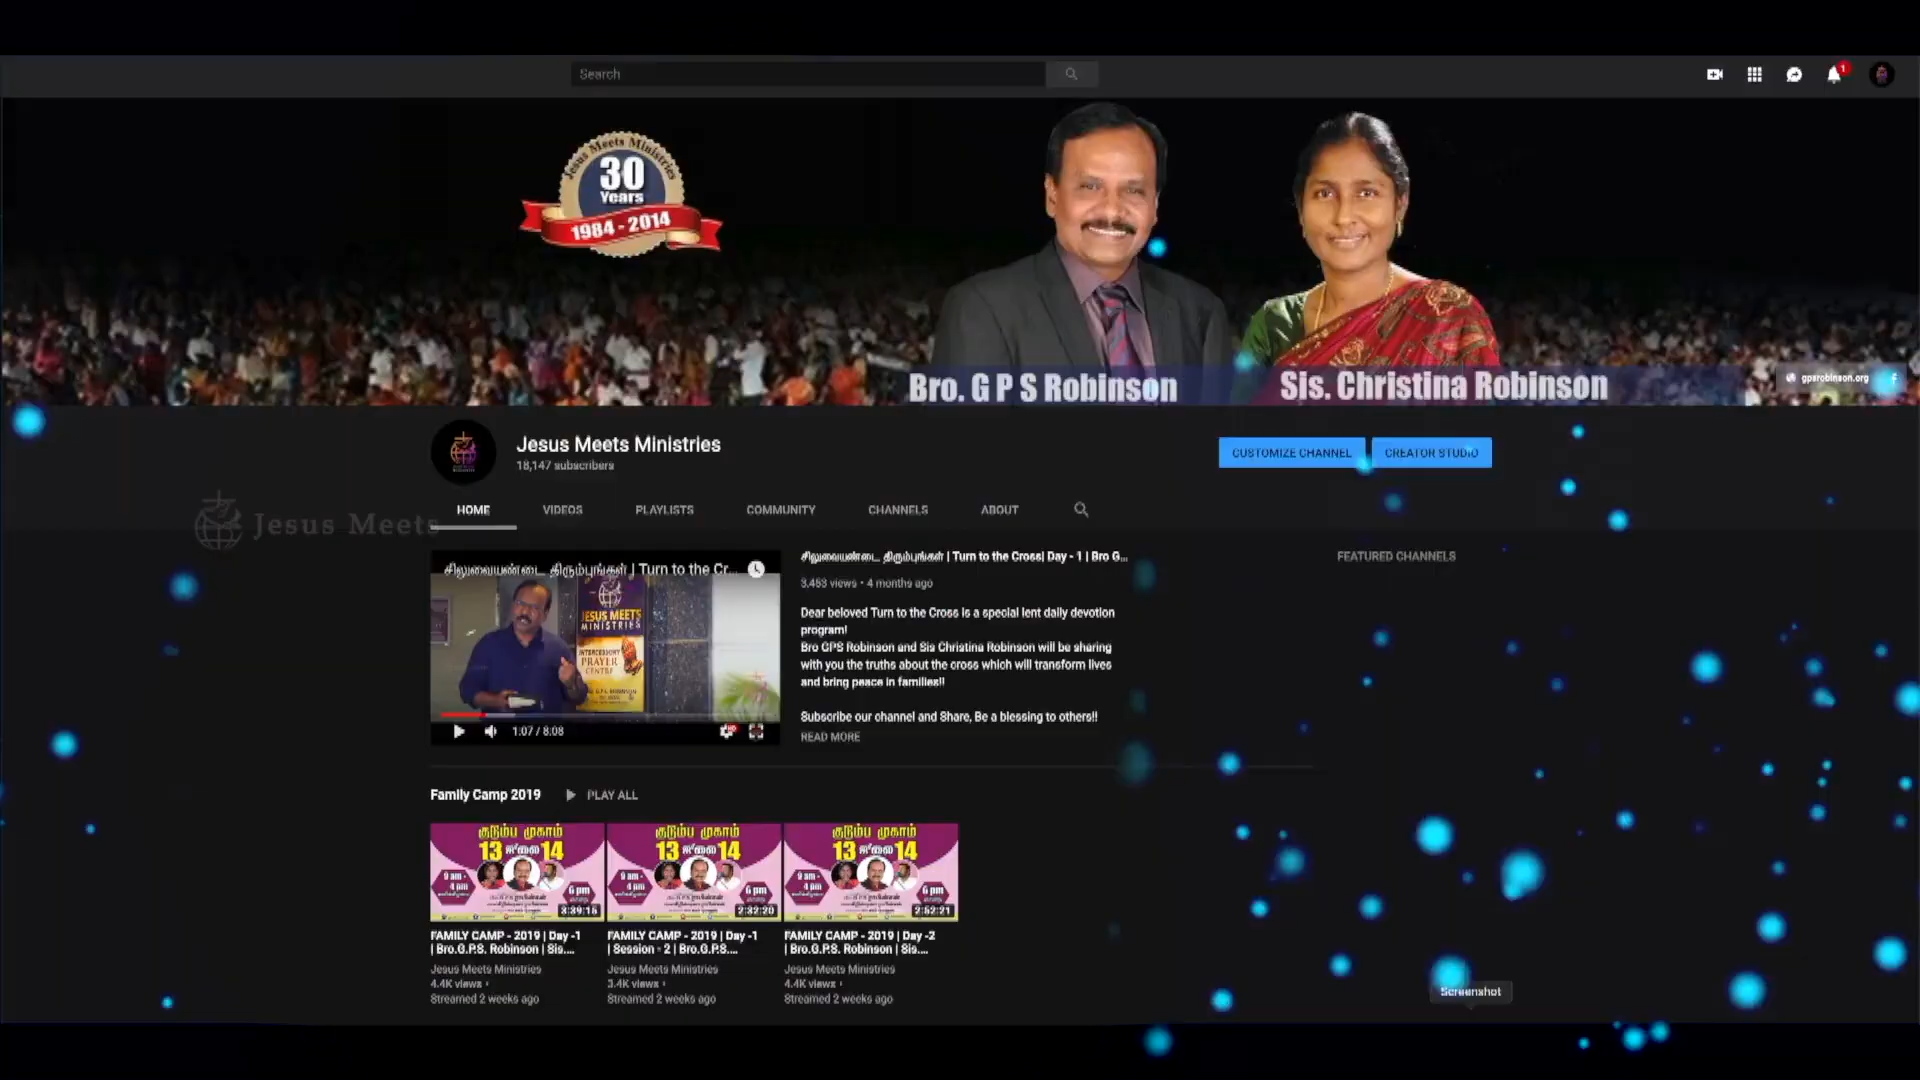 Search
1
Jesus Meets Ministries
30
Years
1984 - 2014
Bro. G P S Robinson
Sis. Christina Robinson
gpsrobinson.org
Jesus Meets Ministries
18,147 subscribers
CUSTOMIZE CHANNEL
CREATOR STUDIO
HOME
VIDEOS
PLAYLISTS
COMMUNITY
CHANNELS
ABOUT
Jesus Meets
சிலுவையண்டை திரும்புங்கள் | Turn to the Cr...
JESUS MEETS
MINISTRIES
INTERCESSORY
PRAYER
CENTRE
1:07 / 8:08
சிலுவையண்டை திரும்புங்கள் | Turn to the Cross| Day - 1 | Bro G...
3,453 views • 4 months ago
Dear beloved Turn to the Cross is a special lent daily devotion
program!
Bro GPS Robinson and Sis Christina Robinson will be sharing
with you the truths about the cross which will transform lives
and bring peace in families!!
Subscribe our channel and Share, Be a blessing to others!!
READ MORE
FEATURED CHANNELS
Family Camp 2019
PLAY ALL
குடும்ப முகாம்
13 ஜூலை 14
9 am -
4 pm
6 pm
3:39:15
குடும்ப முகாம்
13 ஜூலை 14
9 am -
4 pm
6 pm
2:32:20
குடும்ப முகாம்
13 ஜூலை 14
9 am -
4 pm
6 pm
2:52:21
FAMILY CAMP - 2019 | Day -1
| Bro.G.P.S. Robinson | Sis....
Jesus Meets Ministries
4.4K views •
Streamed 2 weeks ago
FAMILY CAMP - 2019 | Day -1
| Session - 2 | Bro.G.P.S....
Jesus Meets Ministries
3.4K views •
Streamed 2 weeks ago
FAMILY CAMP - 2019 | Day -2
| Bro.G.P.S. Robinson | Sis....
Jesus Meets Ministries
4.4K views •
Streamed 2 weeks ago
Screenshot